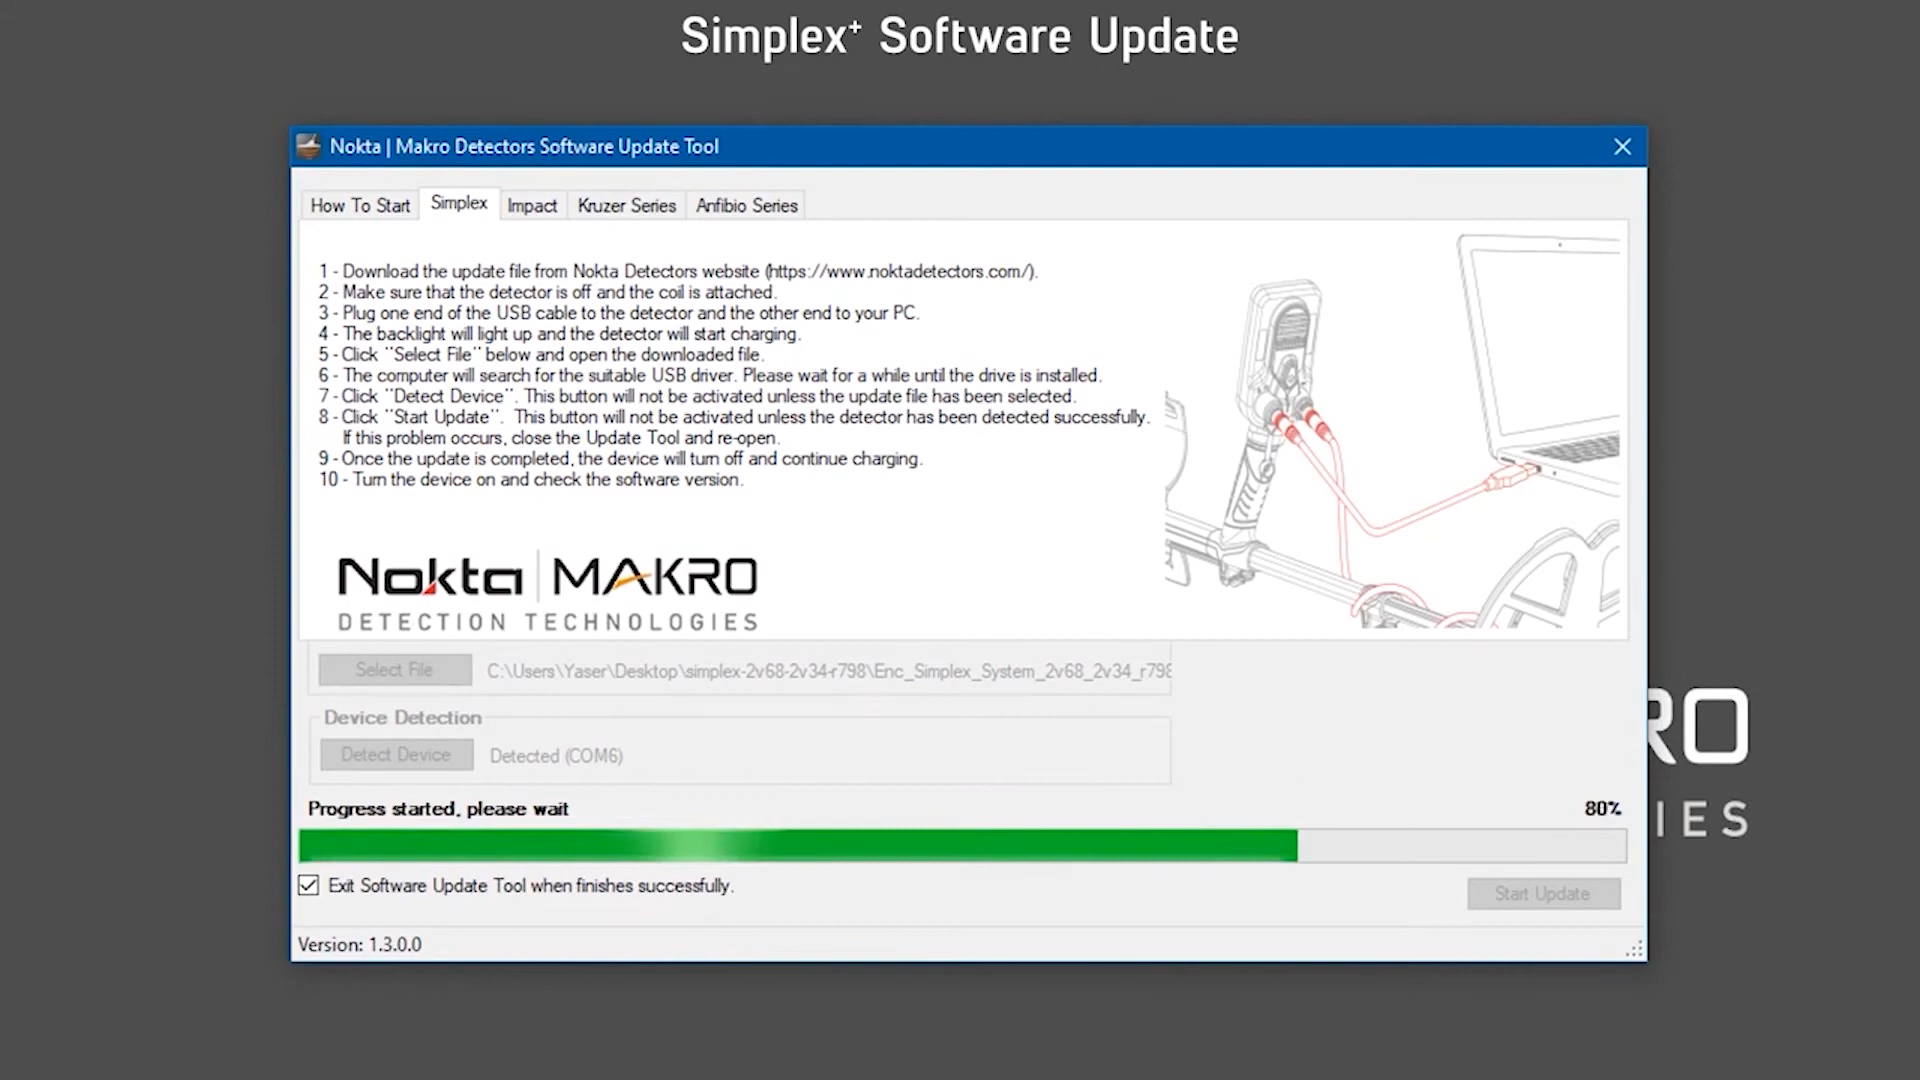 Simplex+ Software Update
Nokta | Makro Detectors Software Update Tool
How To Start Simplex Impact Kruzer Series Anfibio Series
1 - Download the update file from Nokta Detectors website (https://www.noktadetectors.com/).
2 - Make sure that the detector is off and the coil is attached.
3 - Plug one end of the USB cable to the detector and the other end to your PC.
4 - The backlight will light up and the detector will start charging.
5 - Click ¨Select File¨ below and open the downloaded file.
6 - The computer will search for the suitable USB driver. Please wait for a while until the drive is installed.
7 - Click ¨Detect Device¨. This button will not be activated unless the update file has been selected.
8 - Click ¨Start Update¨.  This button will not be activated unless the detector has been detected successfully.
If this problem occurs, close the Update Tool and re-open.
9 - Once the update is completed, the device will turn off and continue charging.
10 - Turn the device on and check the software version.
Nokta | MAKRO
DETECTION TECHNOLOGIES
Select File C:\Users\Yaser\Desktop\simplex-2v68-2v34-r798\Enc_Simplex_System_2v68_2v34_r798
RO
Device Detection
Detect Device Detected (COM6)
Progress started, please wait 80%
IES
Exit Software Update Tool when finishes successfully.
Start Update
Version: 1.3.0.0